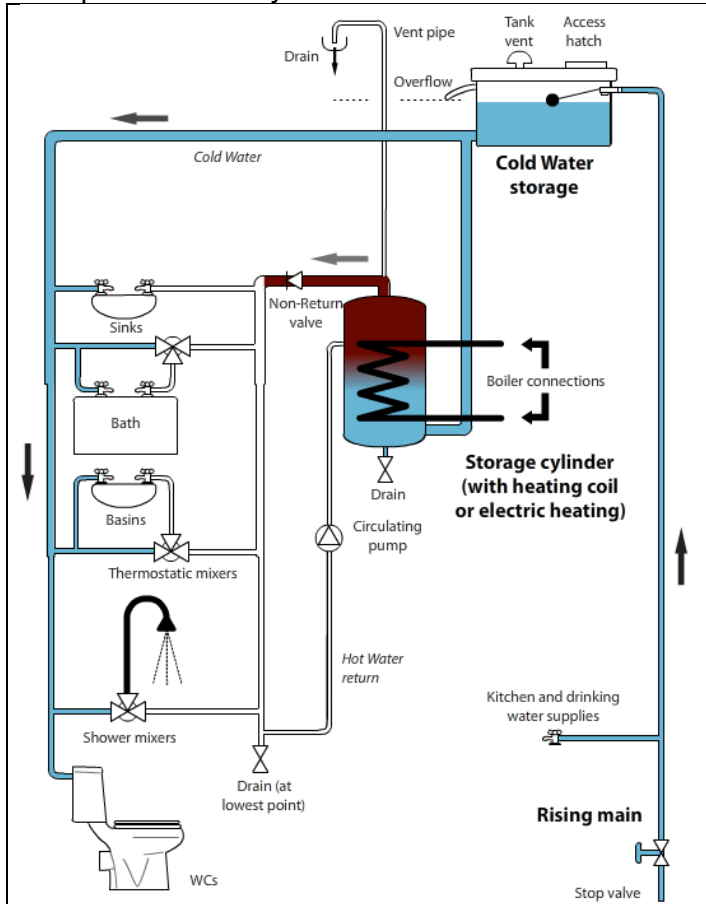 Tank
vent
Access
hatch
Vent pipe
Drain
Overflow
Cold Water
Cold Water
storage
Non-Return
valve
Sinks
Boiler connections
Bath
Storage cylinder
(with heating coil
or electric heating)
Drain
Basins
Circulating
pump
Thermostatic mixers
Hot Water
return
Kitchen and drinking
water supplies
Shower mixers
Drain (at
lowest point)
Rising main
WCs
Stop valve